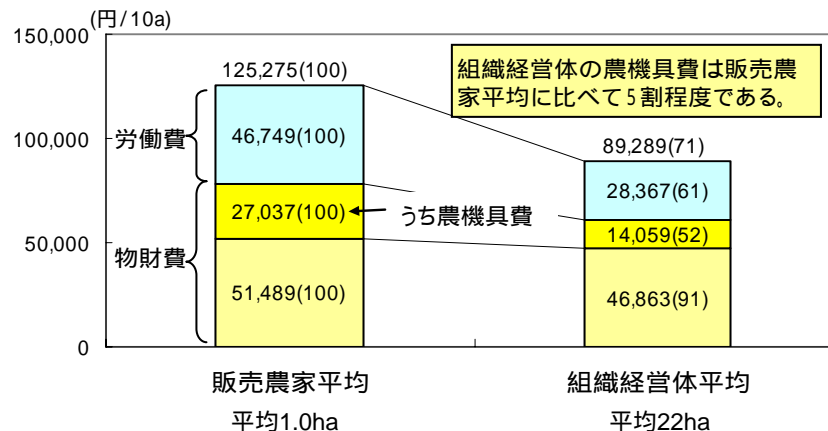 (円/10a)
150,000
100,000
50,000
0
125,275(100)
46,749(100)
27,037(100)
51,489(100)
労働費
物財費
うち農機具費
組織経営体の農機具費は販売農
家平均に比べて5割程度である。
89,289(71)
28,367(61)
14,059(52)
46,863(91)
販売農家平均
平均1.0ha
組織経営体平均
平均22ha